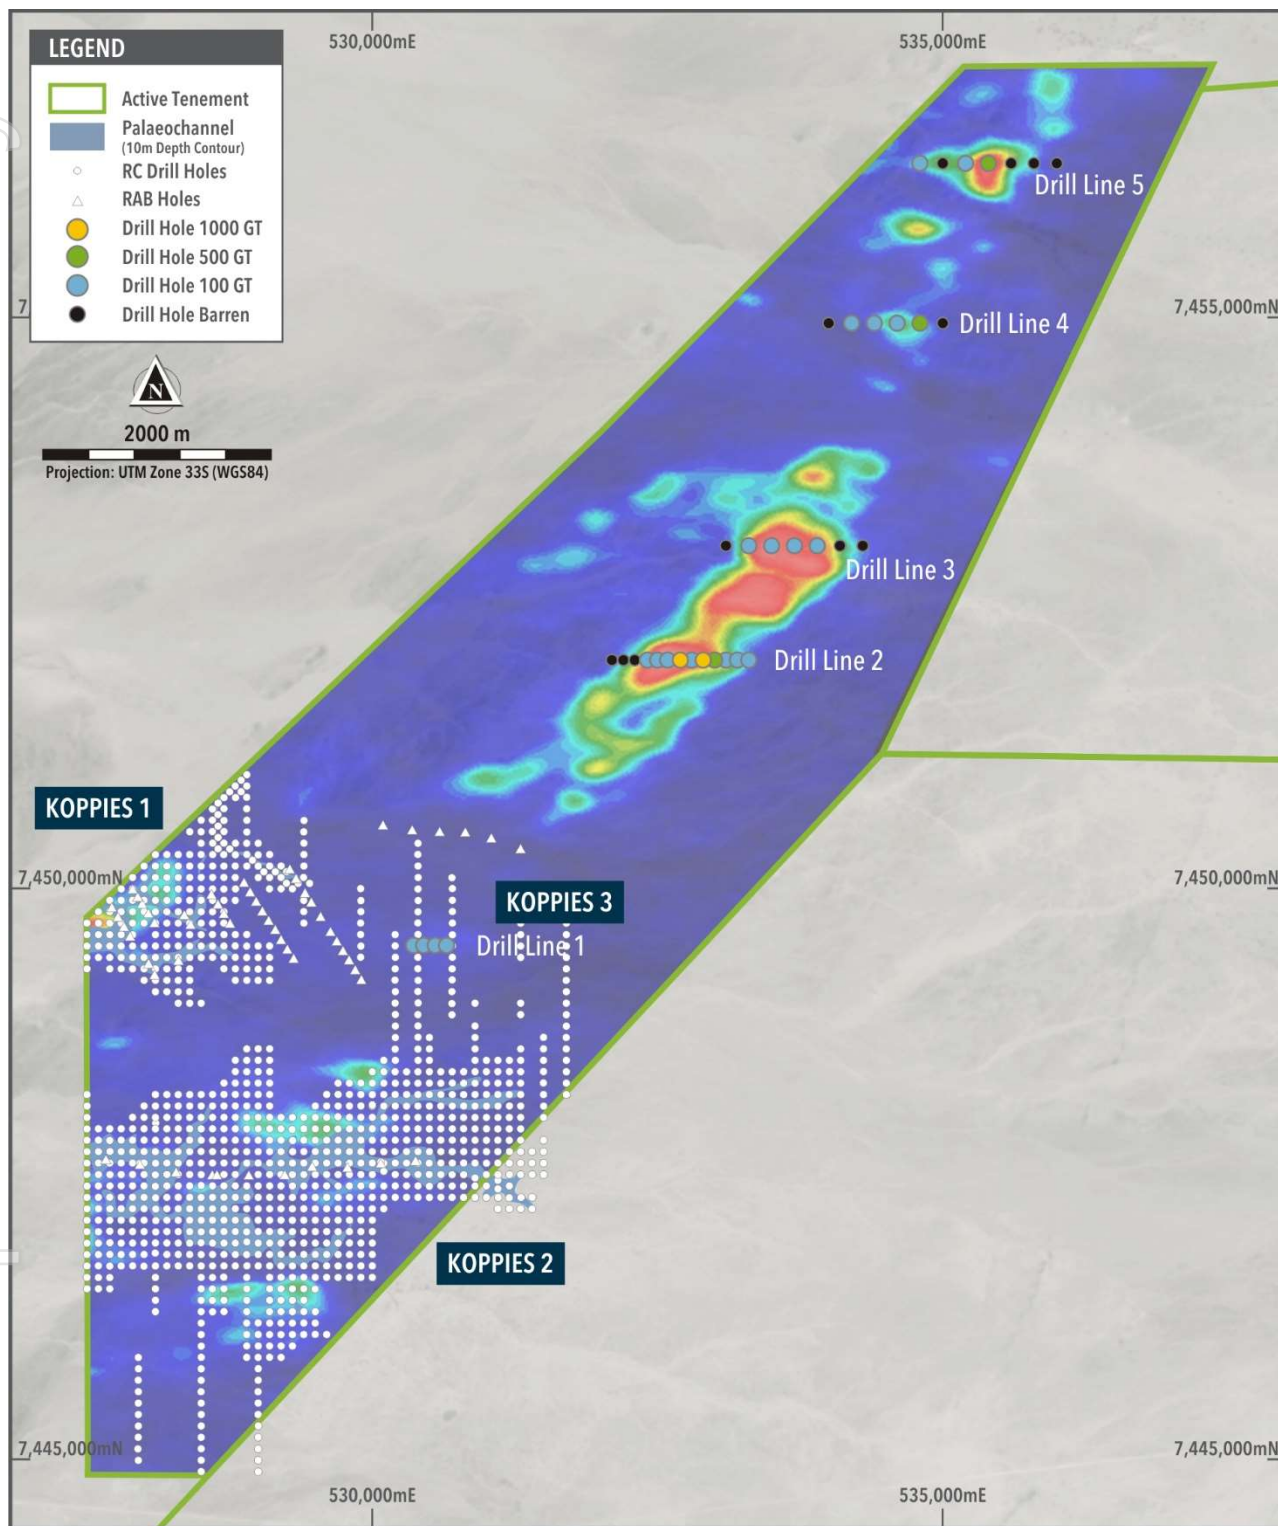 530,000mE
535,000mE
LEGEND
Active Tenement
Palaeochannel
(10m Depth Contour)
RC Drill Holes
RAB Holes
Drill Hole 1000 GT
Drill Hole 500 GT
Drill Hole 100 GT
Drill Hole Barren
N
2000 m
Projection: UTM Zone 33S (WGS84)
Drill Line 5
7
7,455,000mN
Drill Line 4
Drill Line 3
Drill Line 2
KOPPIES 1
7,450,000mN
7,450,000mN
KOPPIES 3
Drill Line 1
KOPPIES 2
7,445,000mN
7,445,000mN
530,000mE
535,000mE